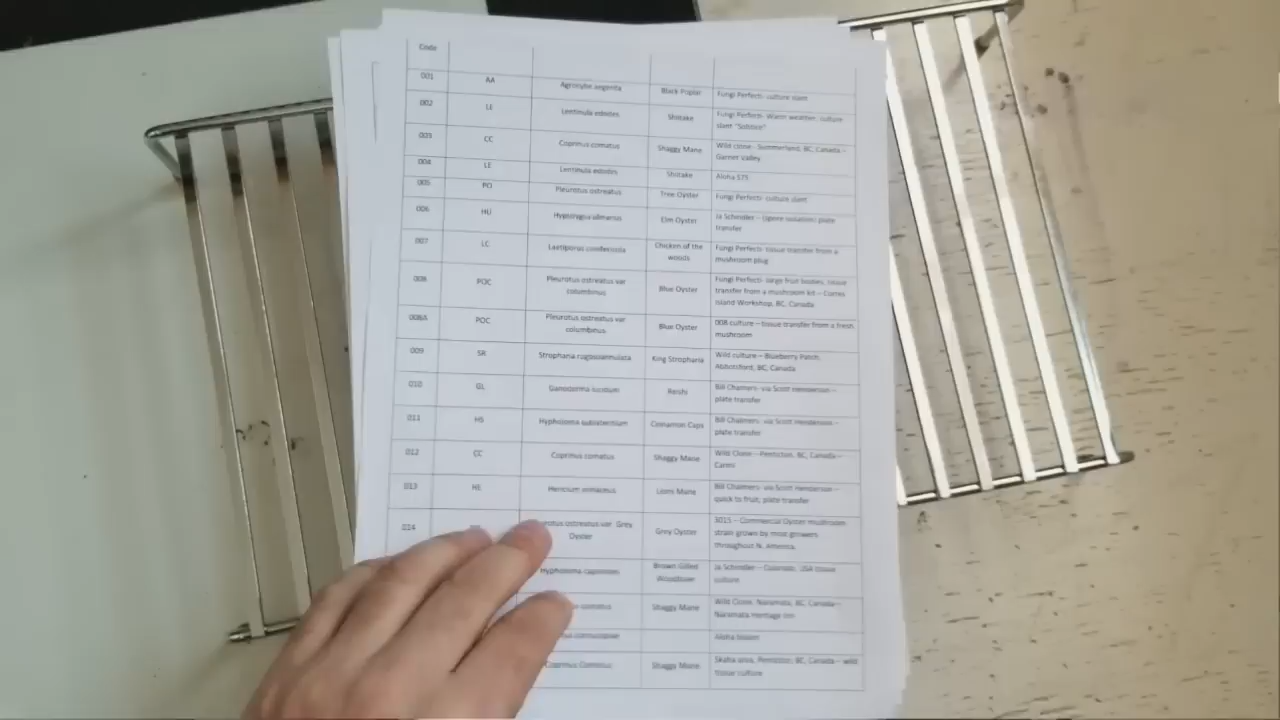 Code
001 AA Agrocybe aegerita Black Poplar Fungi Perfecti- culture slant
002 LE Lentinula edodes Shiitake Fungi Perfecti- Warm weather, culture
slant
003 CC Coprinus comatus Shaggy Mane Wild clone - Summerland, BC, Canada –
Garnet Valley
004 LE Lentinula edodes Shiitake Aloha 575
005 PO Pleurotus ostreatus Tree Oyster Fungi Perfecti- culture slant
006 HU Hypsizygus ulmarius Elm Oyster Ja Schindler – (spore isolation) plate
transfer
007 LC Laetiporus conifericola Chicken of the
woods Fungi Perfecti- tissue transfer from a
mushroom plug
008 POC Pleurotus ostreatus var
columbinus Blue Oyster Fungi Perfecti- large fruit bodies, tissue
transfer from a mushroom kit – Cortes
Island Workshop, BC, Canada
008A POC Pleurotus ostreatus var
columbinus Blue Oyster 008 culture – tissue transfer from a fresh
mushroom
009 SR Stropharia rugosoannulata King Stropharia Wild culture – Blueberry Patch,
Abbotsford, BC, Canada
010 GL Ganoderma lucidum Reishi Bill Chalmers- via Scott Henderson –
plate transfer
011 HS Hypholoma sublateritium Cinnamon Caps Bill Chalmers- via Scott Henderson –
plate transfer
012 CC Coprinus comatus Shaggy Mane Wild Clone – Penticton, BC, Canada –
Carmi
013 HE Hericium erinaceus Lions Mane Bill Chalmers- via Scott Henderson –
quick to fruit, plate transfer
014 ostreatus var Grey
Oyster Grey Oyster 3015 – Commercial Oyster mushroom
strain grown by most growers
throughout N. America.
Hypholoma capnoides Brown Gilled
Woodlover Ja Schindler – Colorado, USA tissue
culture
comatus Shaggy Mane Wild Clone, Naramata, BC, Canada –
Naramata Heritage Inn
Aloha
Coprinus Comatus Shaggy Mane Skaha area, Penticton, BC, Canada – wild
tissue culture